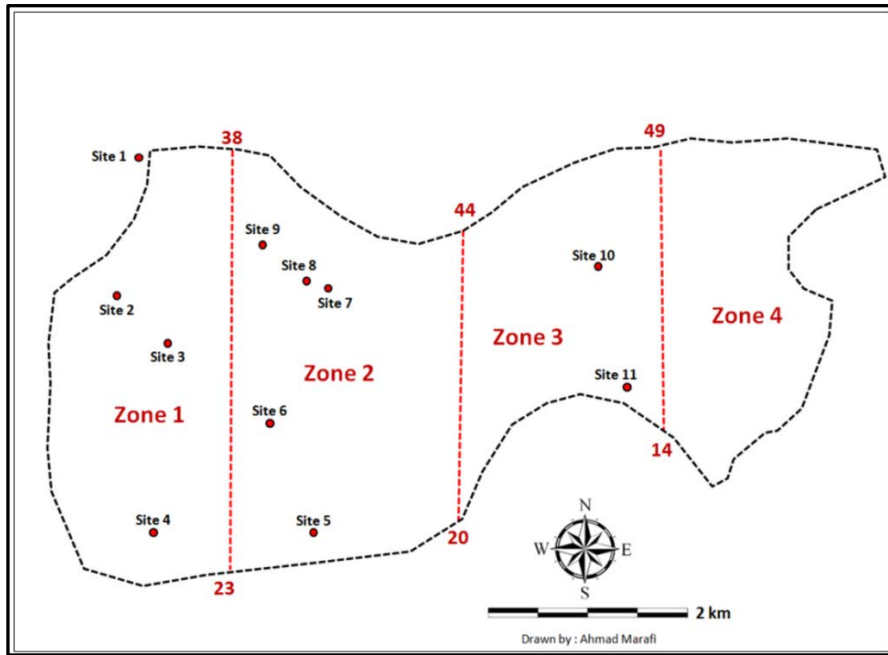 38
49
Site 1
44
Site 9
Site 8
Site 7
Site 10
Site 2
Zone 3
Zone 4
Site 3
Zone 2
Site 11
Zone 1
Site 6
14
Site 4
Site 5
20
23
N
W
E
S
2 km
Drawn by : Ahmad Marafi